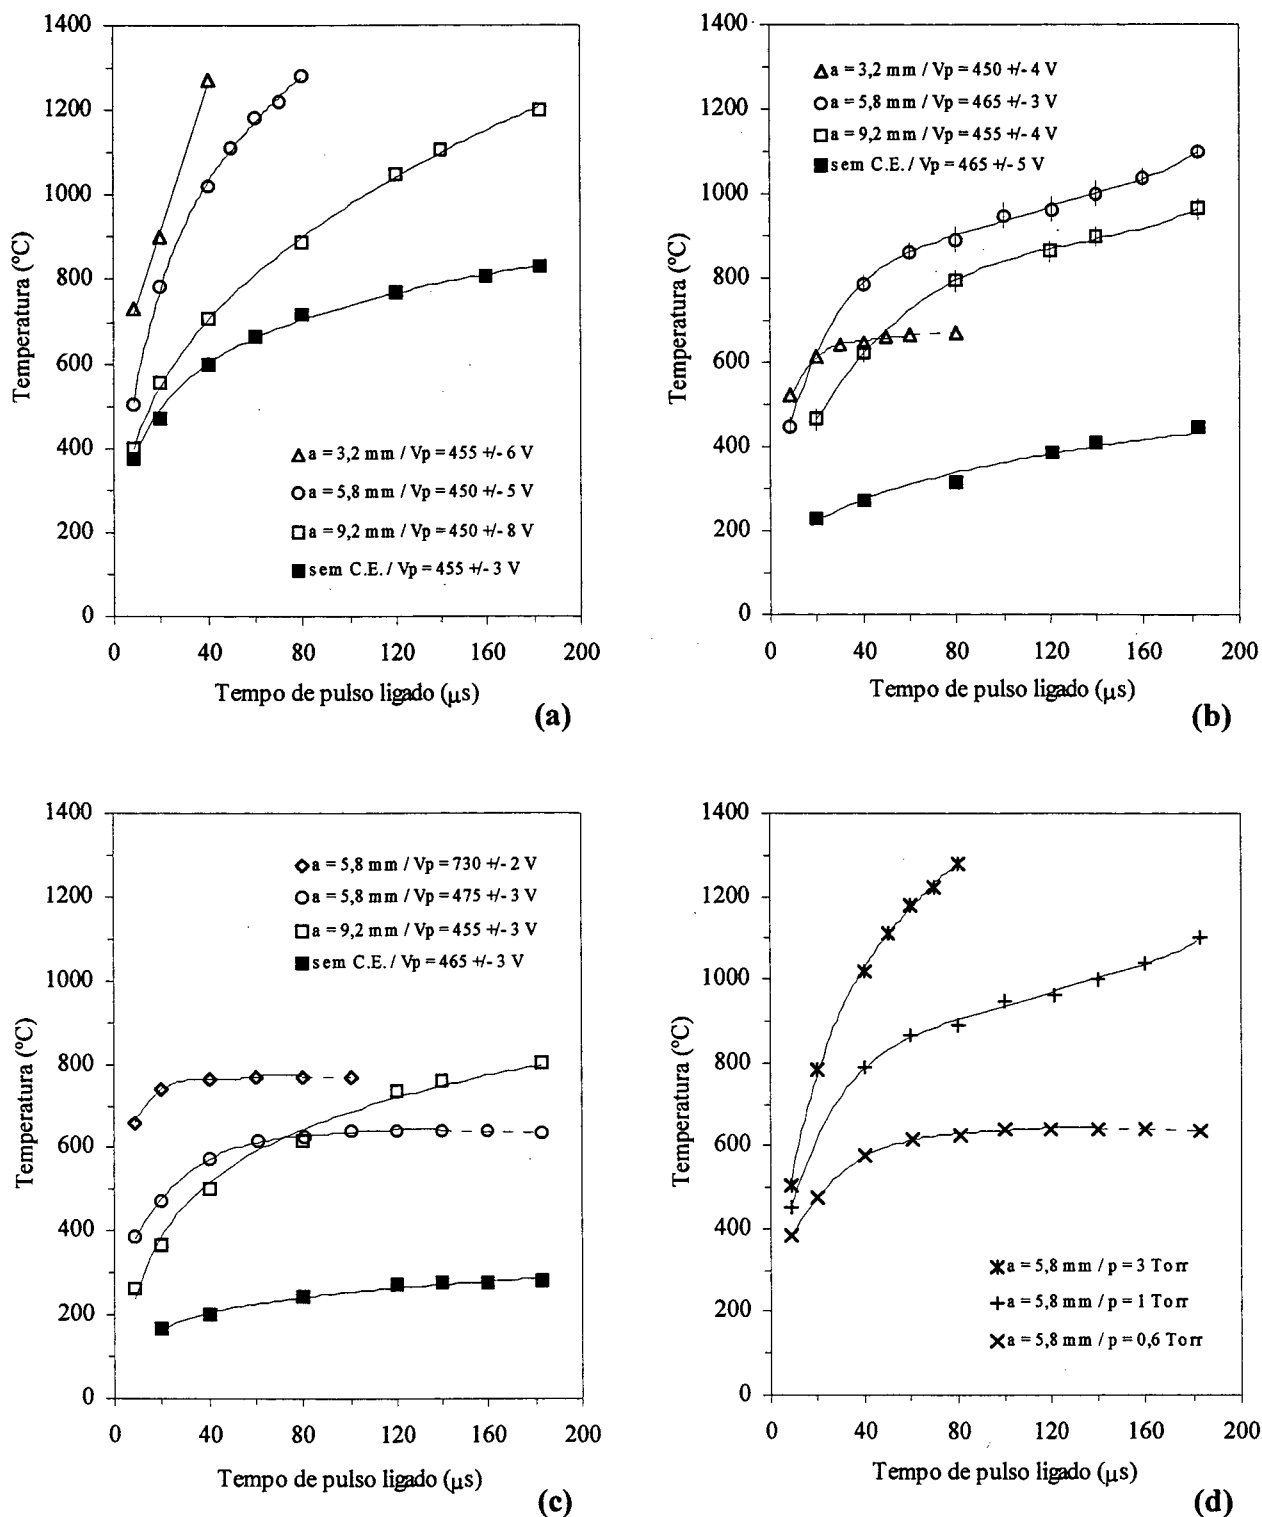 1400
1200
1000
800
600
400
200
0
Temperatura (ºC)
a = 3,2 mm / Vp = 455 +/- 6 V
a = 5,8 mm / Vp = 450 +/- 5 V
a = 9,2 mm / Vp = 450 +/- 8 V
sem C.E. / Vp = 455 +/- 3 V
0 40 80 120 160 200
Tempo de pulso ligado (µs)
(a)
1400
1200
1000
800
600
400
200
0
Temperatura (ºC)
a = 3,2 mm / Vp = 450 +/- 4 V
a = 5,8 mm / Vp = 465 +/- 3 V
a = 9,2 mm / Vp = 455 +/- 4 V
sem C.E. / Vp = 465 +/- 5 V
0 40 80 120 160 200
Tempo de pulso ligado (µs)
(b)
1400
1200
1000
800
600
400
200
0
Temperatura (ºC)
a = 5,8 mm / Vp = 730 +/- 2 V
a = 5,8 mm / Vp = 475 +/- 3 V
a = 9,2 mm / Vp = 455 +/- 3 V
sem C.E. / Vp = 465 +/- 3 V
0 40 80 120 160 200
Tempo de pulso ligado (µs)
(c)
1400
1200
1000
800
600
400
200
0
Temperatura (ºC)
a = 5,8 mm / p = 3 Torr
a = 5,8 mm / p = 1 Torr
a = 5,8 mm / p = 0,6 Torr
0 40 80 120 160 200
Tempo de pulso ligado (µs)
(d)